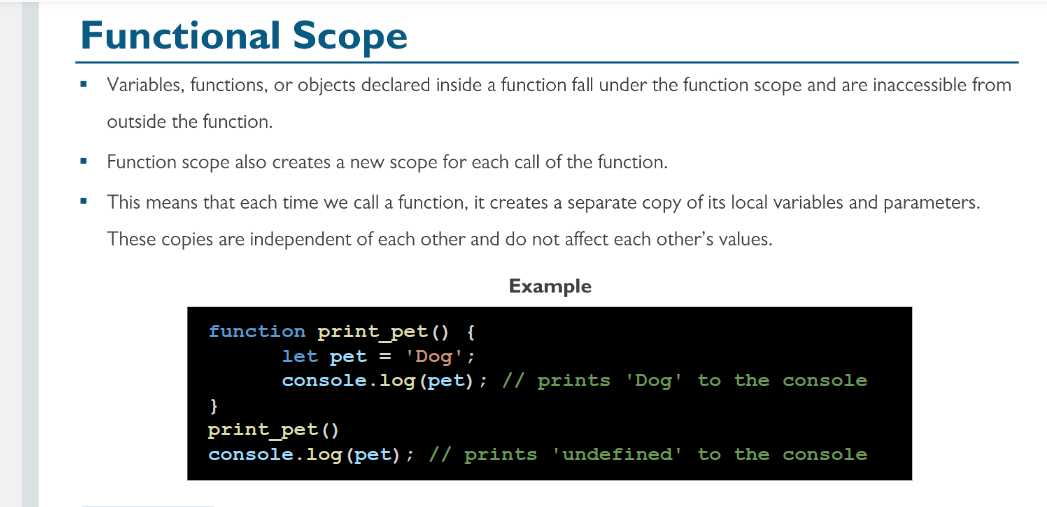 Functional Scope
▪ Variables, functions, or objects declared inside a function fall under the function scope and are inaccessible from
outside the function.
▪ Function scope also creates a new scope for each call of the function.
▪ This means that each time we call a function, it creates a separate copy of its local variables and parameters.
These copies are independent of each other and do not affect each other’s values.
Example
function print_pet() {
let pet = 'Dog';
console.log(pet); // prints 'Dog' to the console
}
print_pet()
console.log(pet); // prints 'undefined' to the console